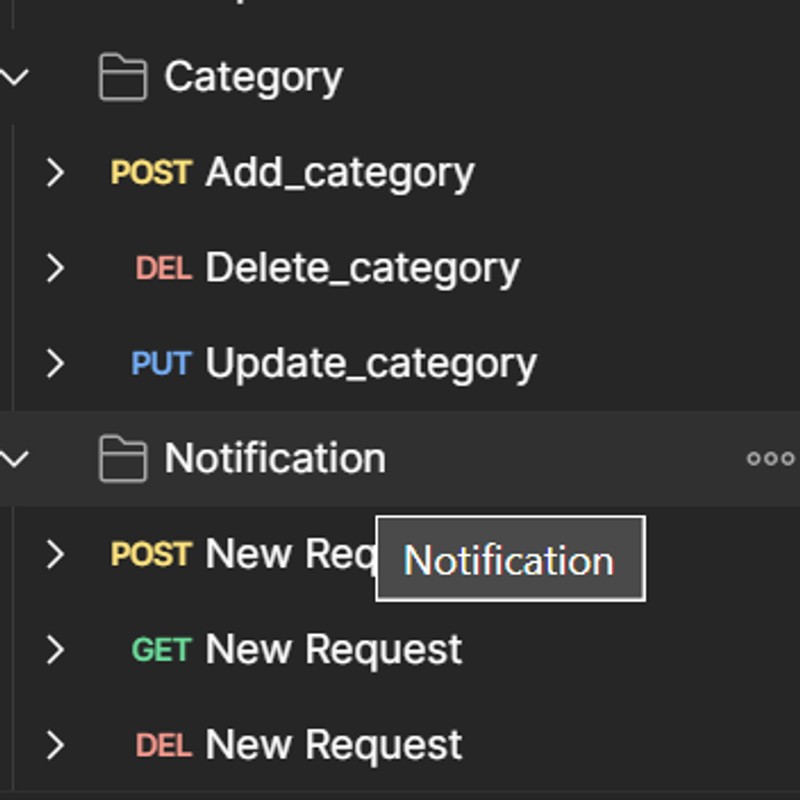 Category
POST Add_category
DEL Delete_category
PUT Update_category
Notification
POST New Req
Notification
GET New Request
DEL New Request